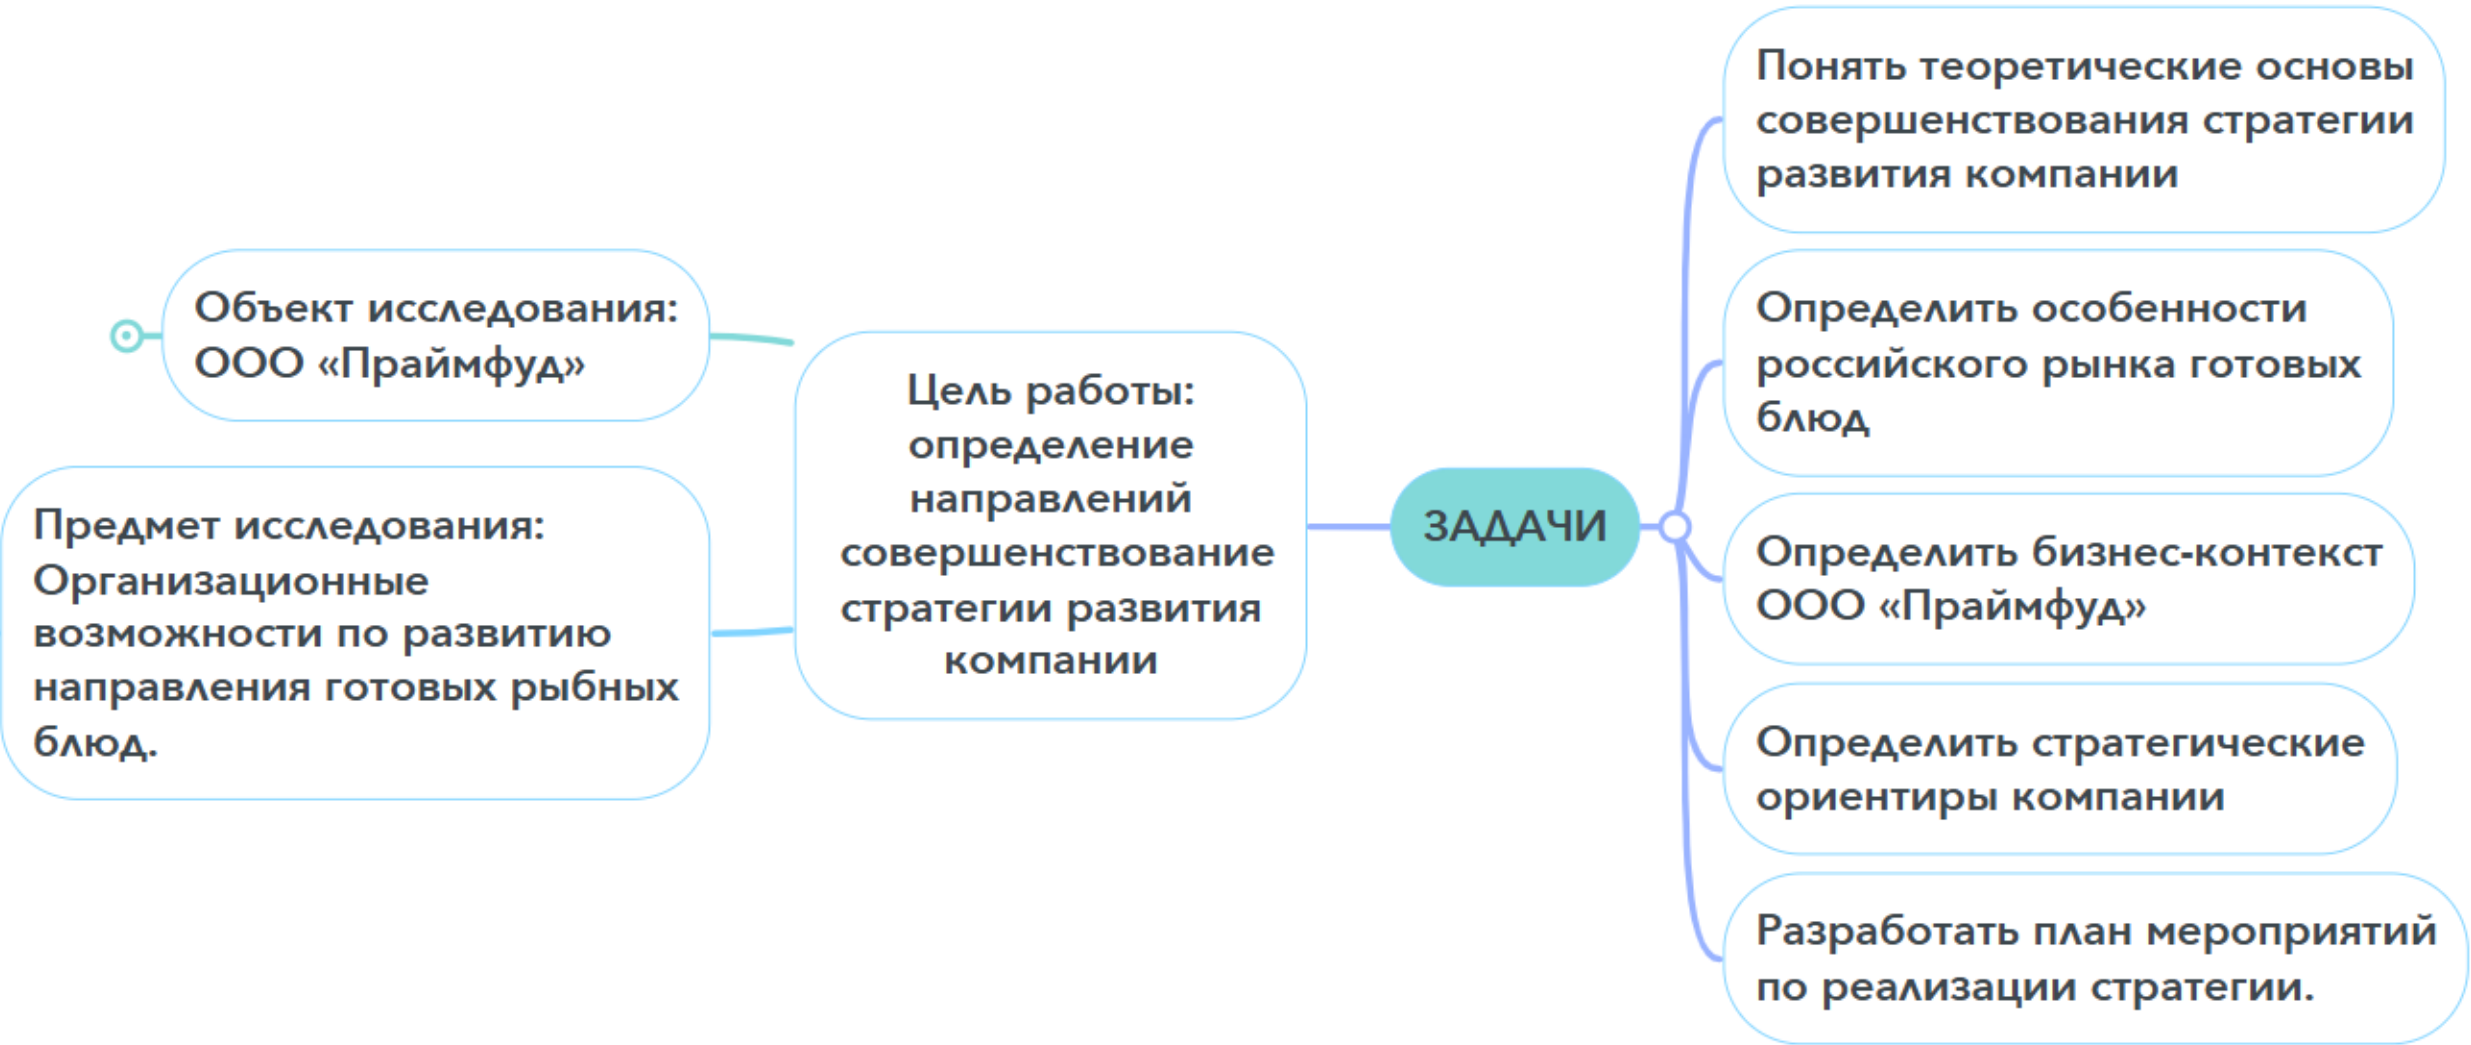 Объект исследования:
ООО «Праймфуд»
Предмет исследования:
Организационные
возможности по развитию
направления готовых рыбных
блюд.
Цель работы:
определение
направлений
совершенствование
стратегии развития
компании
ЗАДАЧИ
Понять теоретические основы
совершенствования стратегии
развития компании
Определить особенности
российского рынка готовых
блюд
Определить бизнес-контекст
ООО «Праймфуд»
Определить стратегические
ориентиры компании
Разработать план мероприятий
по реализации стратегии.